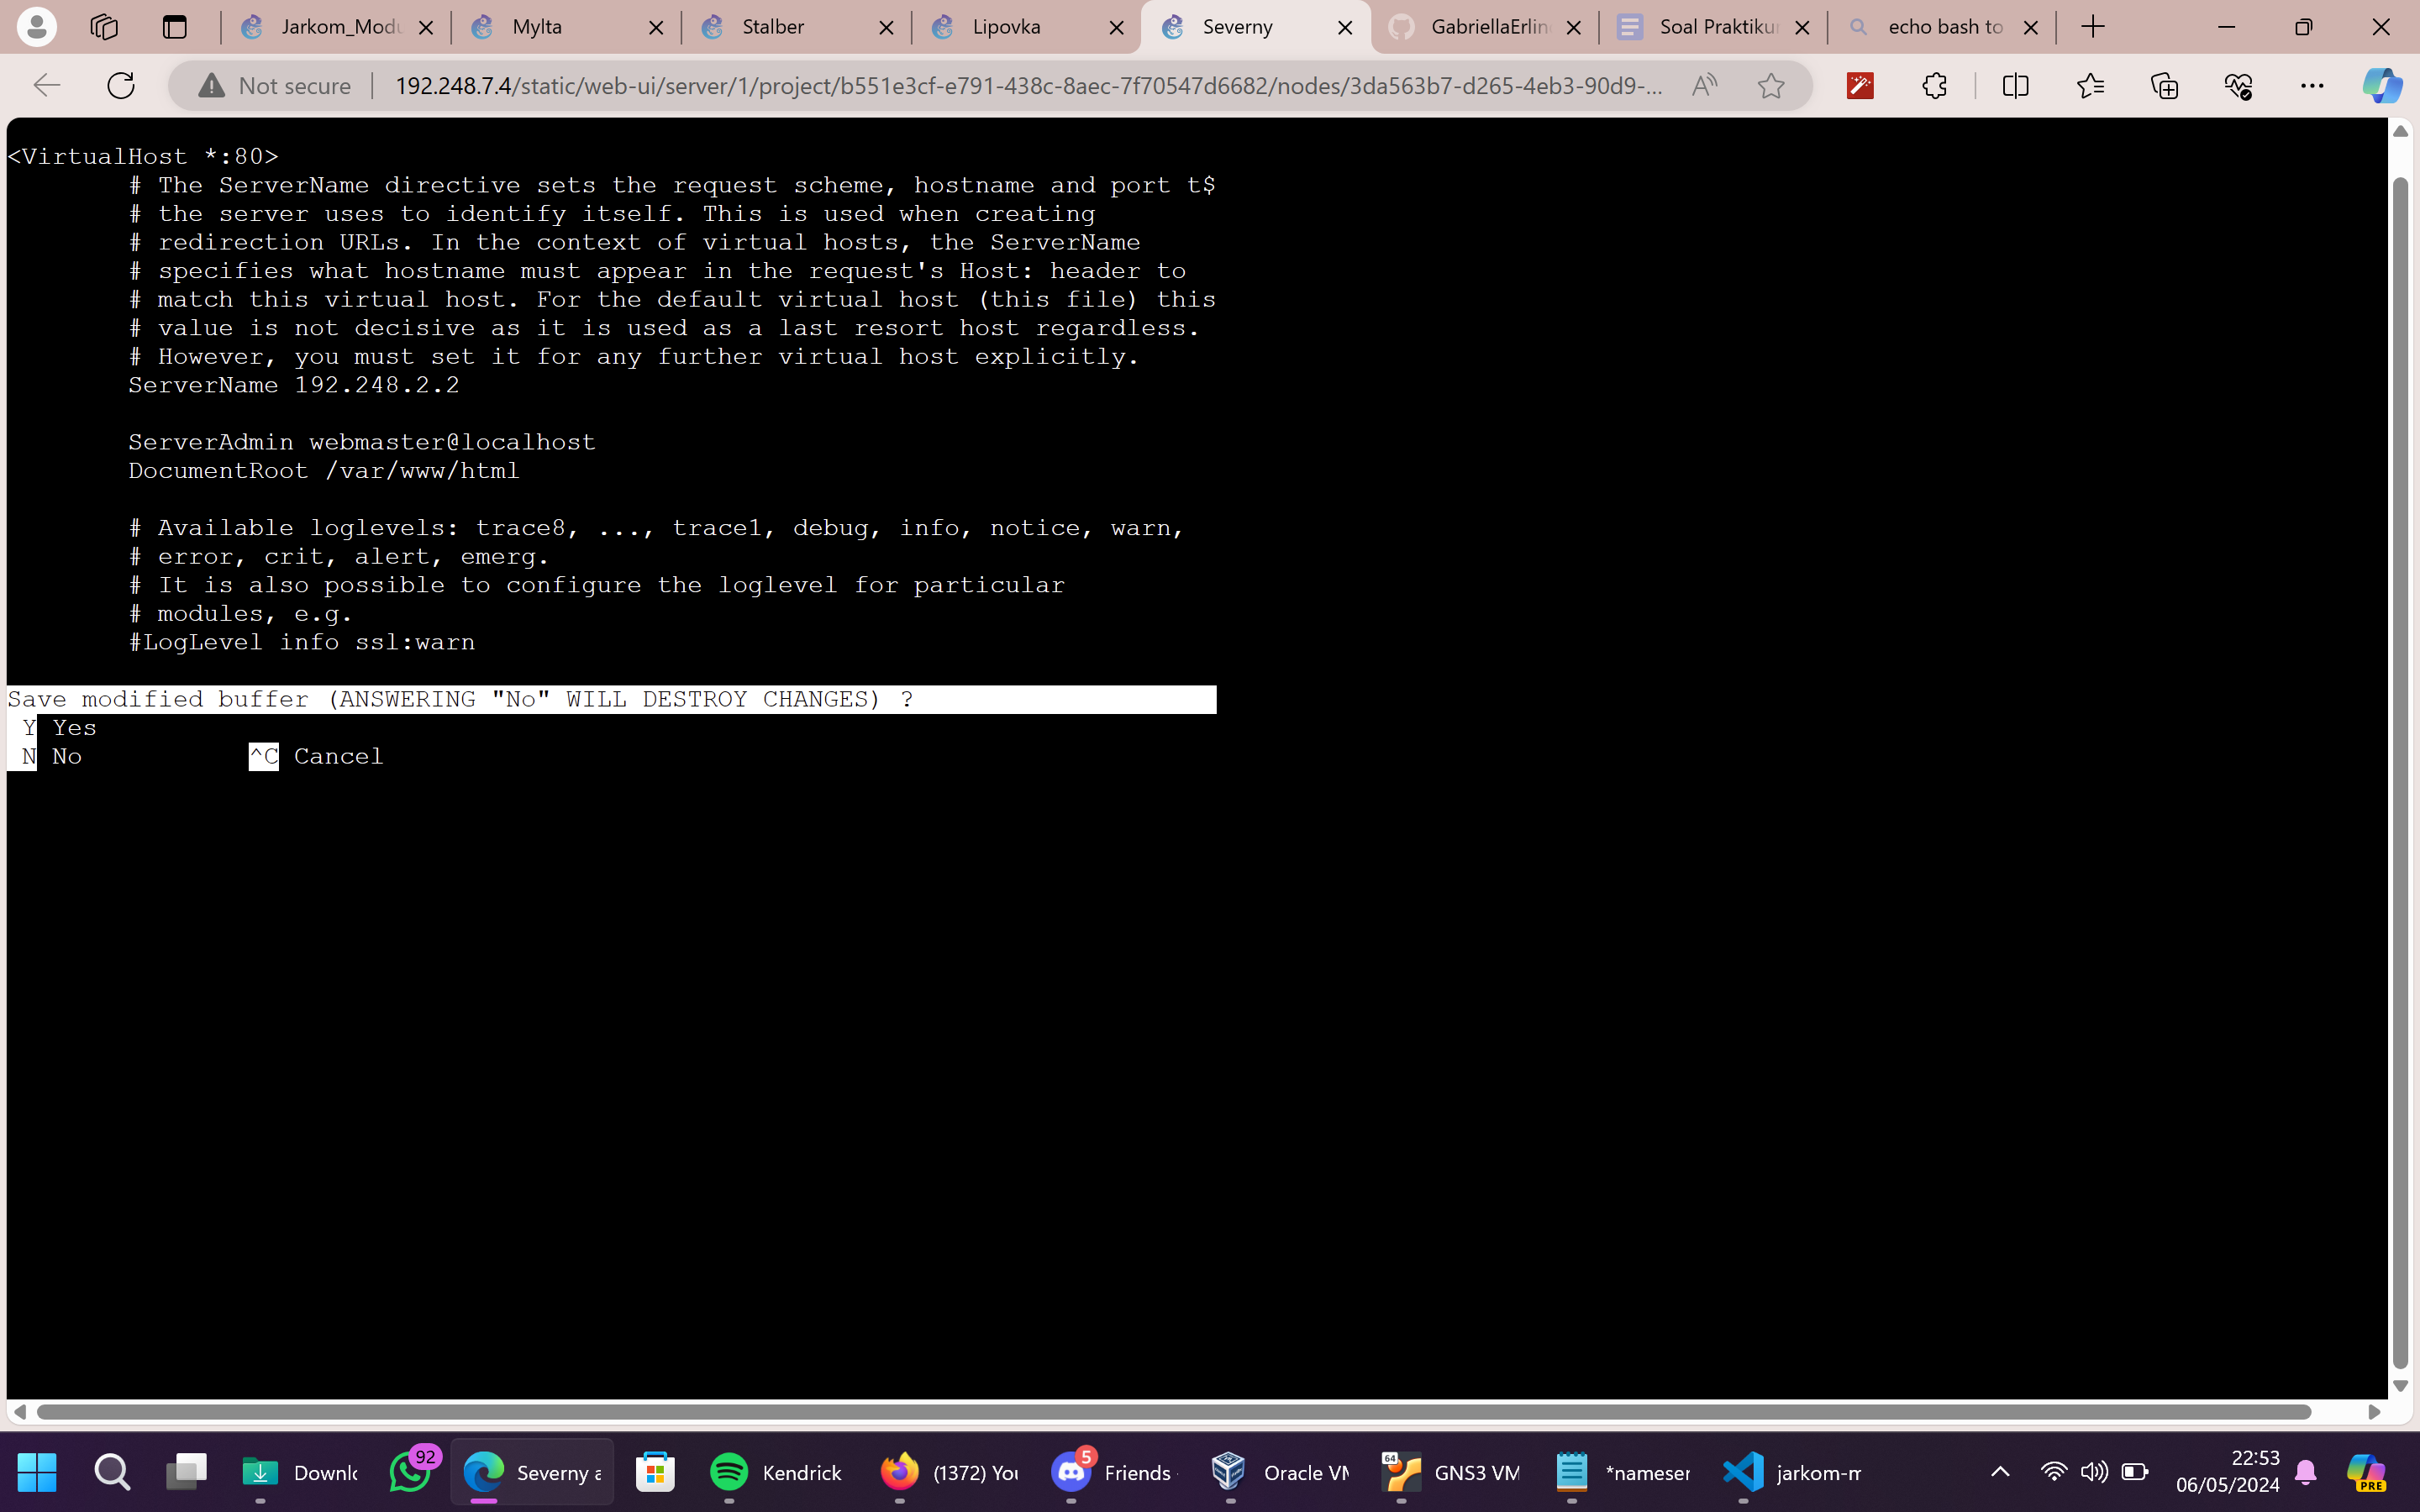 Jarkom_Modu
Mylta
Stalber
Lipovka
Severny
GabriellaErlin
Soal Praktikur
echo bash to
Not secure
192.248.7.4/static/web-ui/server/1/project/b551e3cf-e791-438c-8aec-7f70547d6682/nodes/3da563b7-d265-4eb3-90d9-...
<VirtualHost *:80>
# The ServerName directive sets the request scheme, hostname and port t$
# the server uses to identify itself. This is used when creating
# redirection URLs. In the context of virtual hosts, the ServerName
# specifies what hostname must appear in the request's Host: header to
# match this virtual host. For the default virtual host (this file) this
# value is not decisive as it is used as a last resort host regardless.
# However, you must set it for any further virtual host explicitly.
ServerName 192.248.2.2
ServerAdmin webmaster@localhost
DocumentRoot /var/www/html
# Available loglevels: trace8, ..., trace1, debug, info, notice, warn,
# error, crit, alert, emerg.
# It is also possible to configure the loglevel for particular
# modules, e.g.
#LogLevel info ssl:warn
Save modified buffer (ANSWERING "No" WILL DESTROY CHANGES) ?
Y Yes
N No ^C Cancel
Downlo
92
Severny a
Kendrick
(1372) You
5
Friends
Oracle VM
64
GNS3 VM
*nameser
jarkom-m
22:53
06/05/2024
PRE